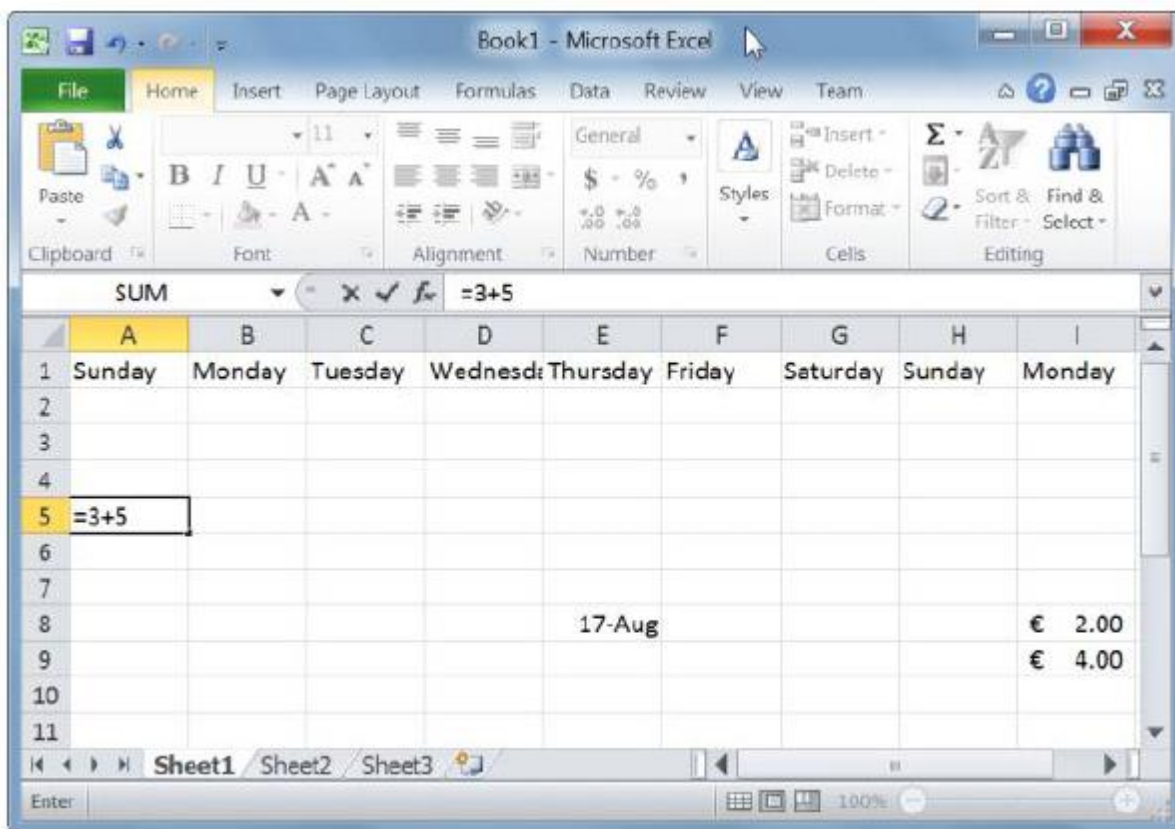 Book1 - Microsoft Excel
File Home Insert Page Layout Formulas Data Review View Team
Paste
B I U A A
A
11
General
$ % ,
Styles
Insert
Delete
Format
Σ
Sort & Filter
Find & Select
Clipboard Font Alignment Number Cells Editing
SUM fx =3+5
A B C D E F G H I
1 Sunday Monday Tuesday Wednesda Thursday Friday Saturday Sunday Monday
2
3
4
5 =3+5
6
7
8 17-Aug € 2.00
9 € 4.00
10
11
Sheet1 Sheet2 Sheet3
Enter 100%